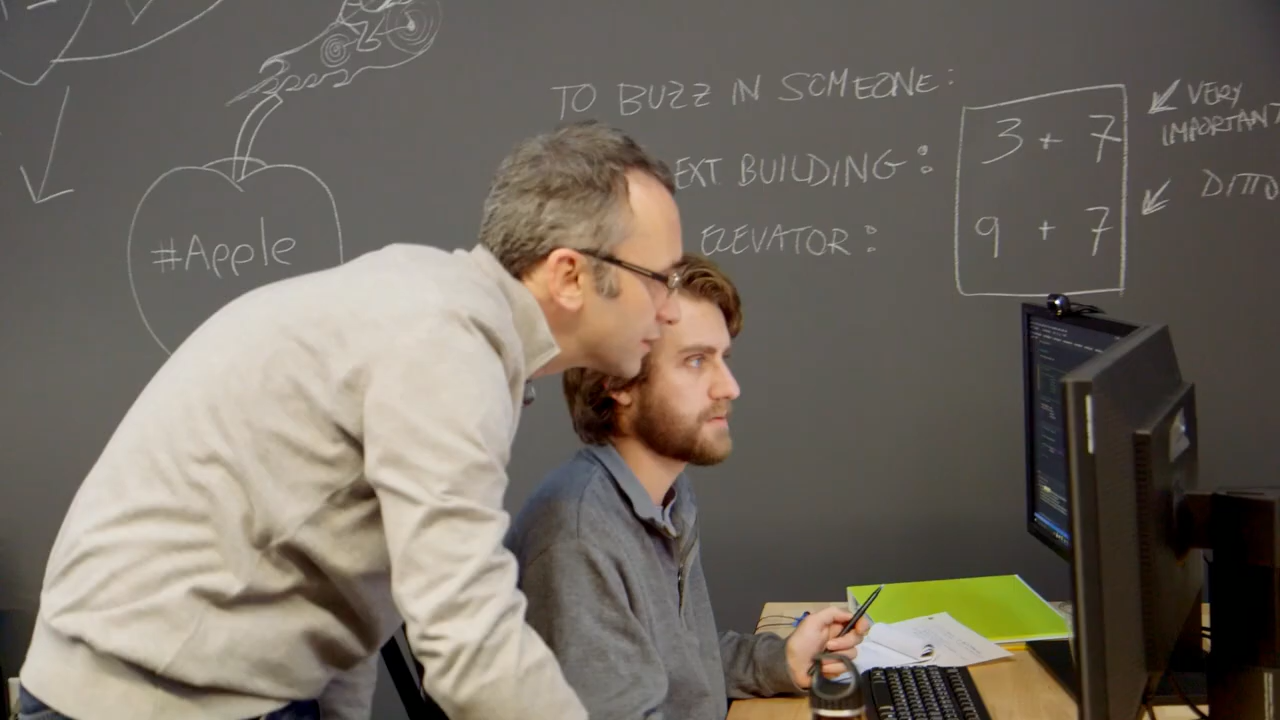 TO BUZZ IN SOMEONE:
3 + 7
VERY
IMPORTANT
EXT BUILDING:
DITTO
ELEVATOR:
9 + 7
#Apple